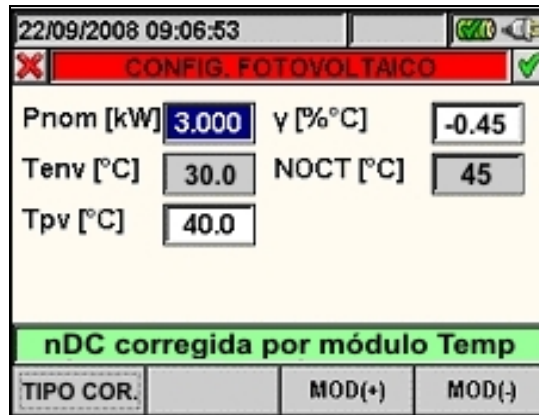 22/09/2008 09:06:53
CONFIG. FOTOVOLTAICO
Pnom [kW] 3.000 γ [%°C] -0.45
Tenv [°C] 30.0 NOCT [°C] 45
Tpv [°C] 40.0
nDC corregida por módulo Temp
TIPO COR. MOD(+) MOD(-)